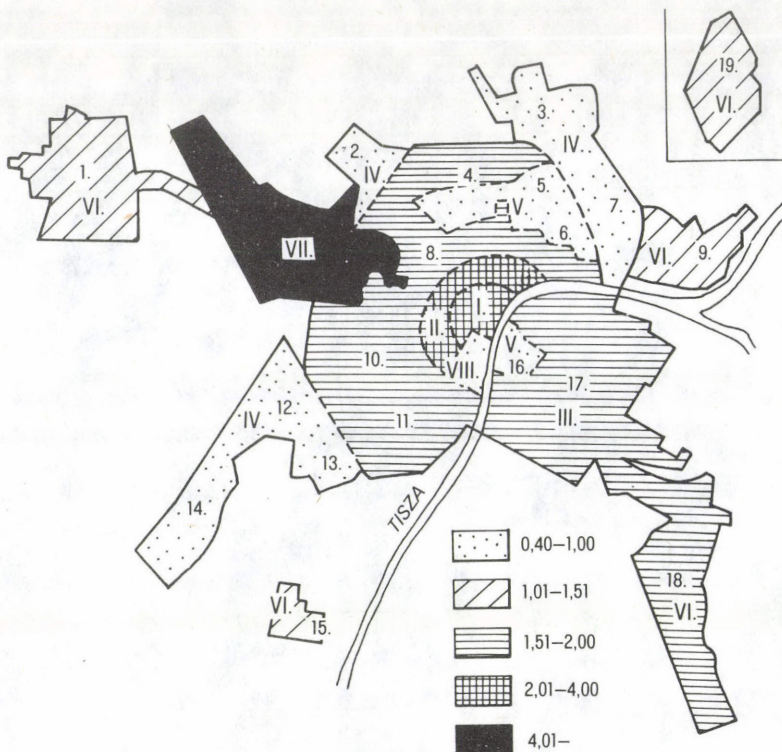 19.
VI.
3.
IV.
2.
IV.
1.
VI.
4.
5.
V
7.
6.
VI.
9.
VII.
8.
I.
II.
V
VIII.
16.
10.
17.
III.
11.
12.
IV
13.
14.
TISZA
VI.
15.
18.
VI.
0,40—1,00
1,01—1,51
1,51—2,00
2,01—4,00
4,01—